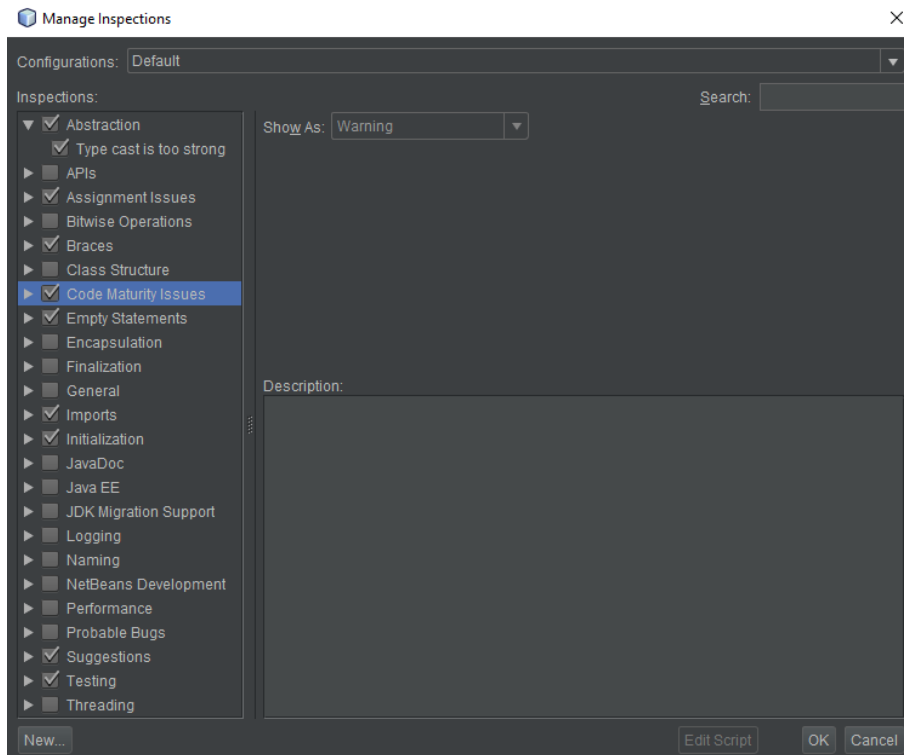 Manage Inspections
Configurations: Default
Inspections:
Search:
Abstraction
Show As: Warning
Type cast is too strong
APIs
Assignment Issues
Bitwise Operations
Braces
Class Structure
Code Maturity Issues
Empty Statements
Encapsulation
Finalization
Description:
General
Imports
Initialization
JavaDoc
Java EE
JDK Migration Support
Logging
Naming
NetBeans Development
Performance
Probable Bugs
Suggestions
Testing
Threading
New...
Edit Script
OK
Cancel